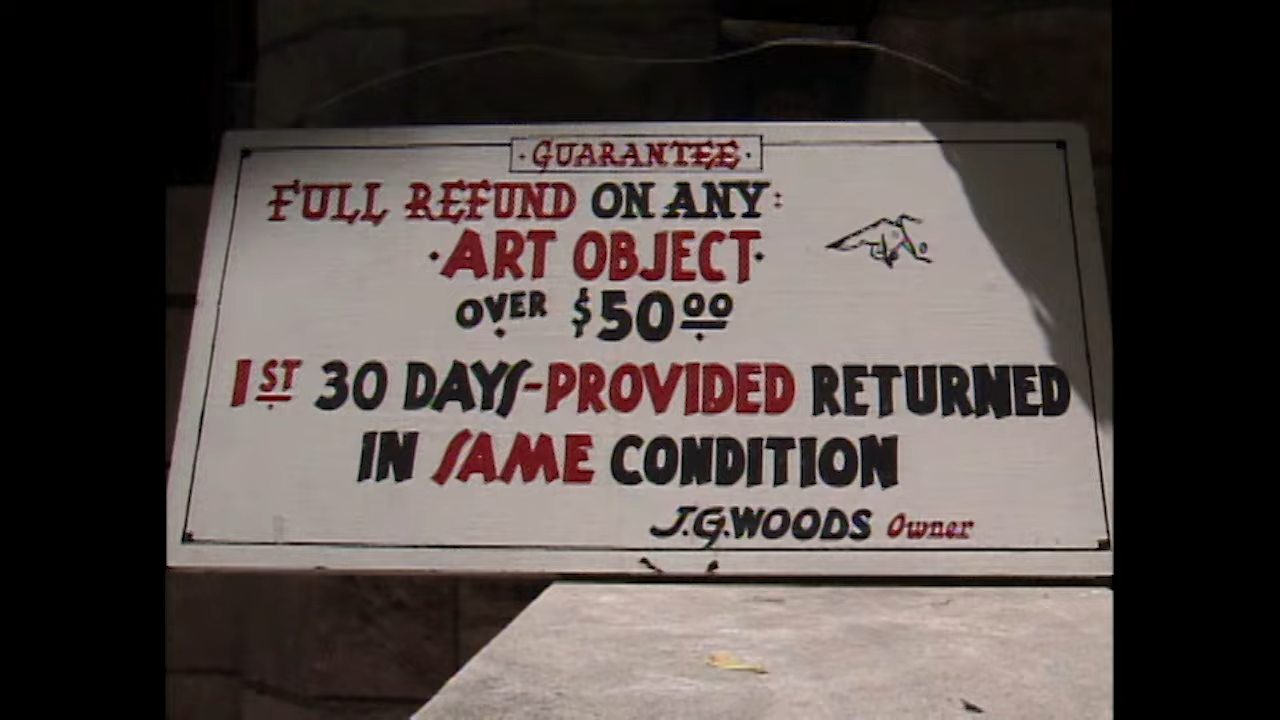 ·GUARANTEE·
FULL REFUND ON ANY:
·ART OBJECT·
OVER $50.00
1ST 30 DAYS-PROVIDED RETURNED
IN SAME CONDITION
J.G.WOODS Owner